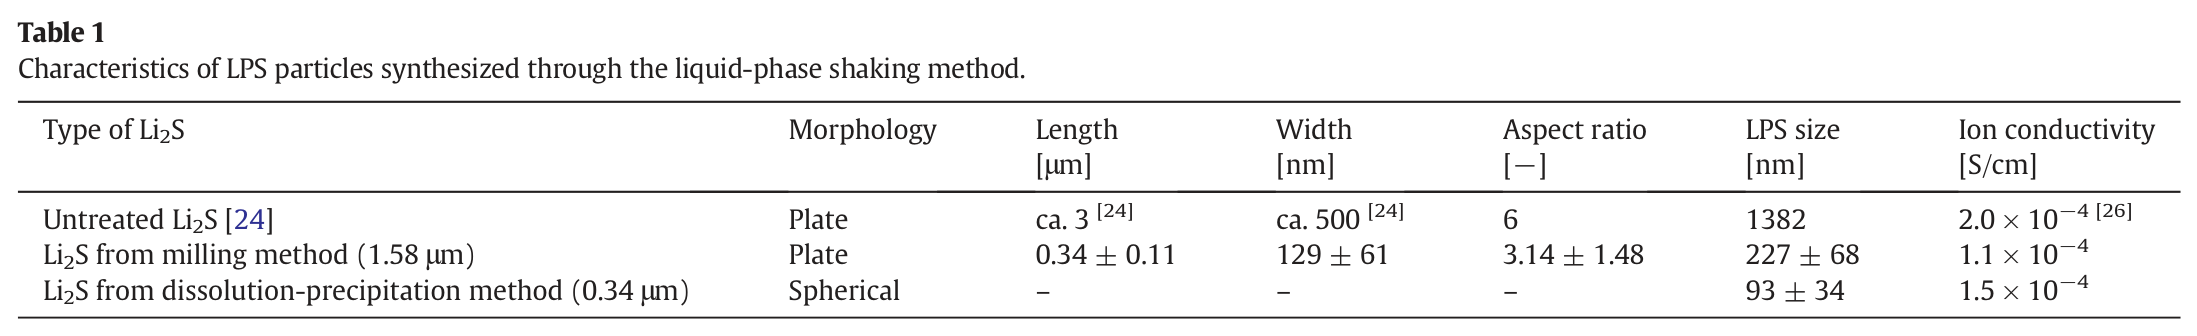 Table 1
Characteristics of LPS particles synthesized through the liquid-phase shaking method.
Type of Li₂S Morphology Length Width Aspect ratio LPS size Ion conductivity
[μm] [nm] [−] [nm] [S/cm]
Untreated Li₂S [24] Plate ca. 3 [24] ca. 500 [24] 6 1382 2.0 × 10⁻⁴ [26]
Li₂S from milling method (1.58 μm) Plate 0.34 ± 0.11 129 ± 61 3.14 ± 1.48 227 ± 68 1.1 × 10⁻⁴
Li₂S from dissolution-precipitation method (0.34 μm) Spherical – – – 93 ± 34 1.5 × 10⁻⁴